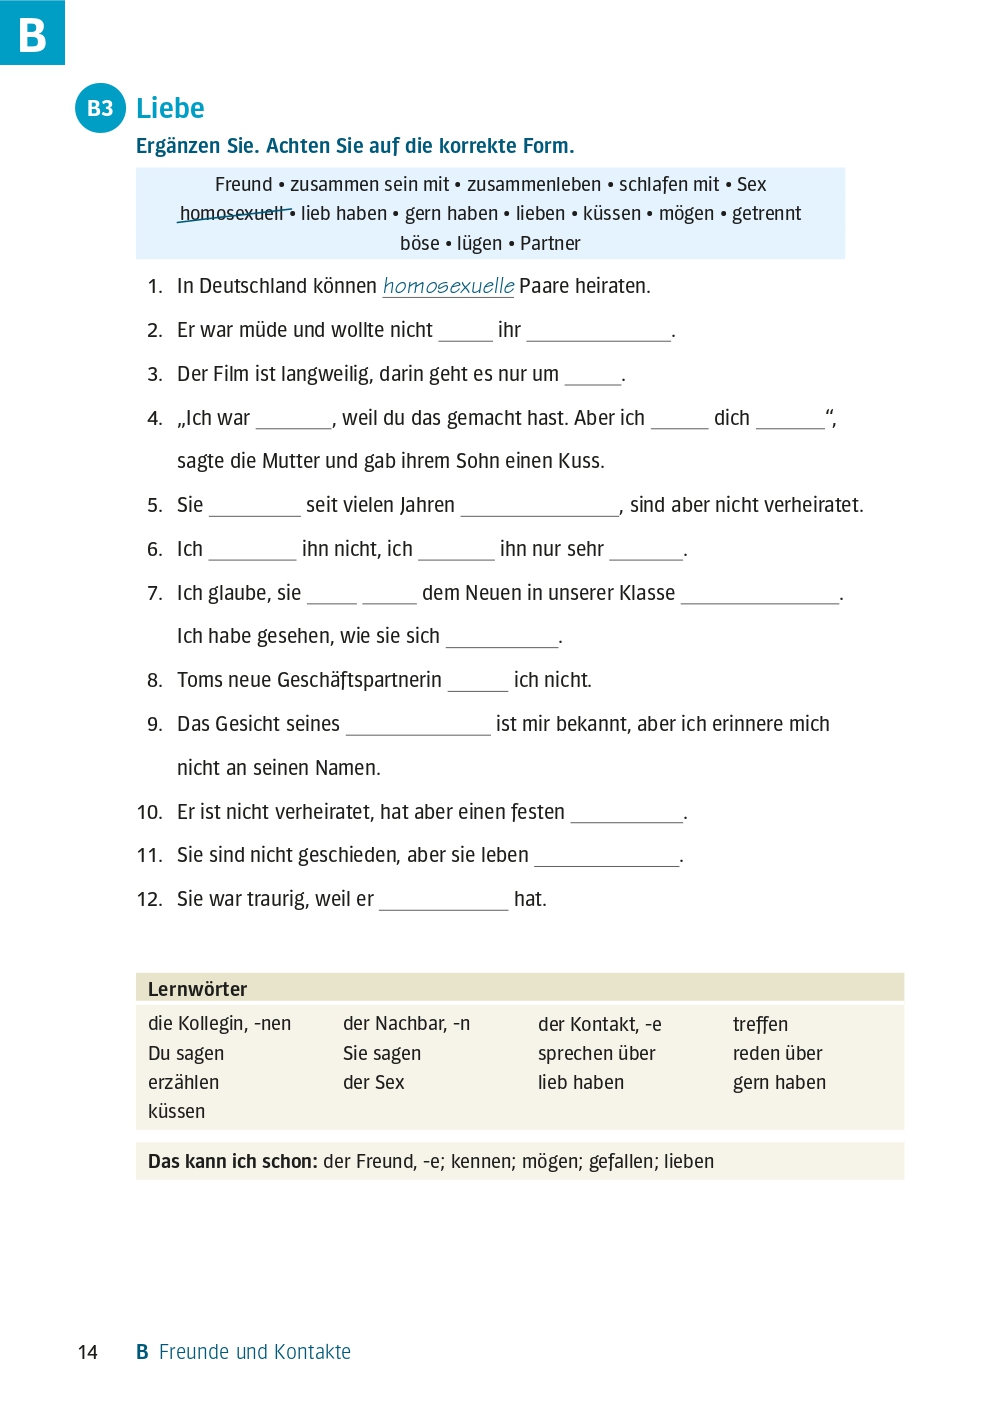 B
B3 Liebe
Ergänzen Sie. Achten Sie auf die korrekte Form.
Freund • zusammen sein mit • zusammenleben • schlafen mit • Sex
homosexuell • lieb haben • gern haben • lieben • küssen • mögen • getrennt
böse • lügen • Partner
1. In Deutschland können homosexuelle Paare heiraten.
2. Er war müde und wollte nicht _____ ihr _____________.
3. Der Film ist langweilig, darin geht es nur um _____.
4. „Ich war _______, weil du das gemacht hast. Aber ich _____ dich ______“,
sagte die Mutter und gab ihrem Sohn einen Kuss.
5. Sie ________ seit vielen Jahren ______________, sind aber nicht verheiratet.
6. Ich ________ ihn nicht, ich _______ ihn nur sehr _______.
7. Ich glaube, sie ____ _____ dem Neuen in unserer Klasse ______________.
Ich habe gesehen, wie sie sich __________.
8. Toms neue Geschäftspartnerin _____ ich nicht.
9. Das Gesicht seines _____________ ist mir bekannt, aber ich erinnere mich
nicht an seinen Namen.
10. Er ist nicht verheiratet, hat aber einen festen __________.
11. Sie sind nicht geschieden, aber sie leben _____________.
12. Sie war traurig, weil er ____________ hat.
Lernwörter
die Kollegin, -nen der Nachbar, -n der Kontakt, -e treffen
Du sagen Sie sagen sprechen über reden über
erzählen der Sex lieb haben gern haben
küssen
Das kann ich schon: der Freund, -e; kennen; mögen; gefallen; lieben
14 B Freunde und Kontakte